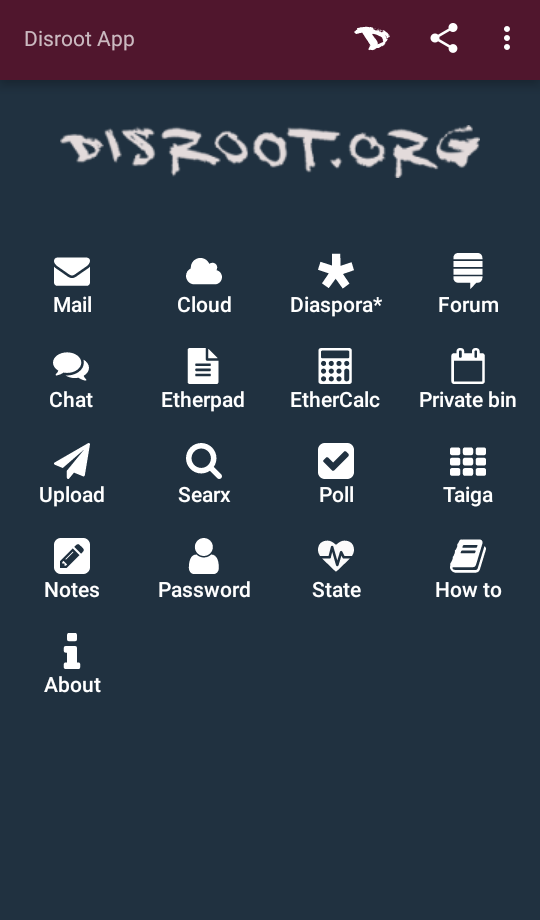 Disroot App
DISROOT.ORG
Mail Cloud Diaspora* Forum
Chat Etherpad EtherCalc Private bin
Upload Searx Poll Taiga
Notes Password State How to
About